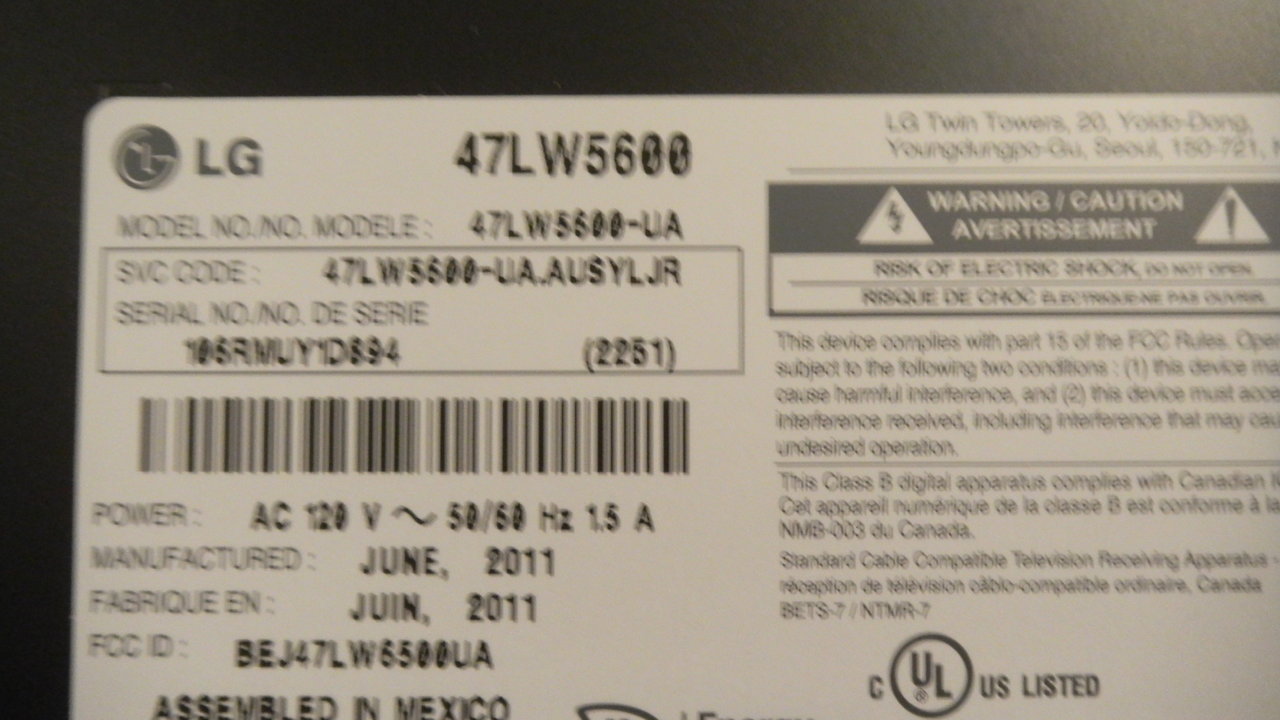 LG 47LW5600
MODEL NO./NO. MODELE : 47LW5600-UA
SVC CODE : 47LW5600-UA.AUSYLJR
SERIAL NO./NO. DE SERIE
106RMUY1D894 (2251)
POWER : AC 120 V ~ 50/60 Hz 1.5 A
MANUFACTURED : JUNE, 2011
FABRIQUE EN : JUIN, 2011
FCC ID : BEJ47LW6500UA
ASSEMBLED IN MEXICO
LG Twin Towers, 20, Yoido-Dong,
Youngdungpo-Gu, Seoul, 150-721,
WARNING / CAUTION
AVERTISSEMENT
RISK OF ELECTRIC SHOCK, DO NOT OPEN.
RISQUE DE CHOC ELECTRIQUE-NE PAS OUVRIR.
This device complies with part 15 of the FCC Rules. Oper
subject to the following two conditions : (1) this device ma
cause harmful interference, and (2) this device must acce
interference received, including interference that may cau
undesired operation.
This Class B digital apparatus complies with Canadian
Cet appareil numérique de la classe B est conforme à la
NMB-003 du Canada.
Standard Cable Compatible Television Receiving Apparatus -
réception de télévision câblo-compatible ordinaire, Canada
BETS-7 / NTMR-7
C UL ® US LISTED